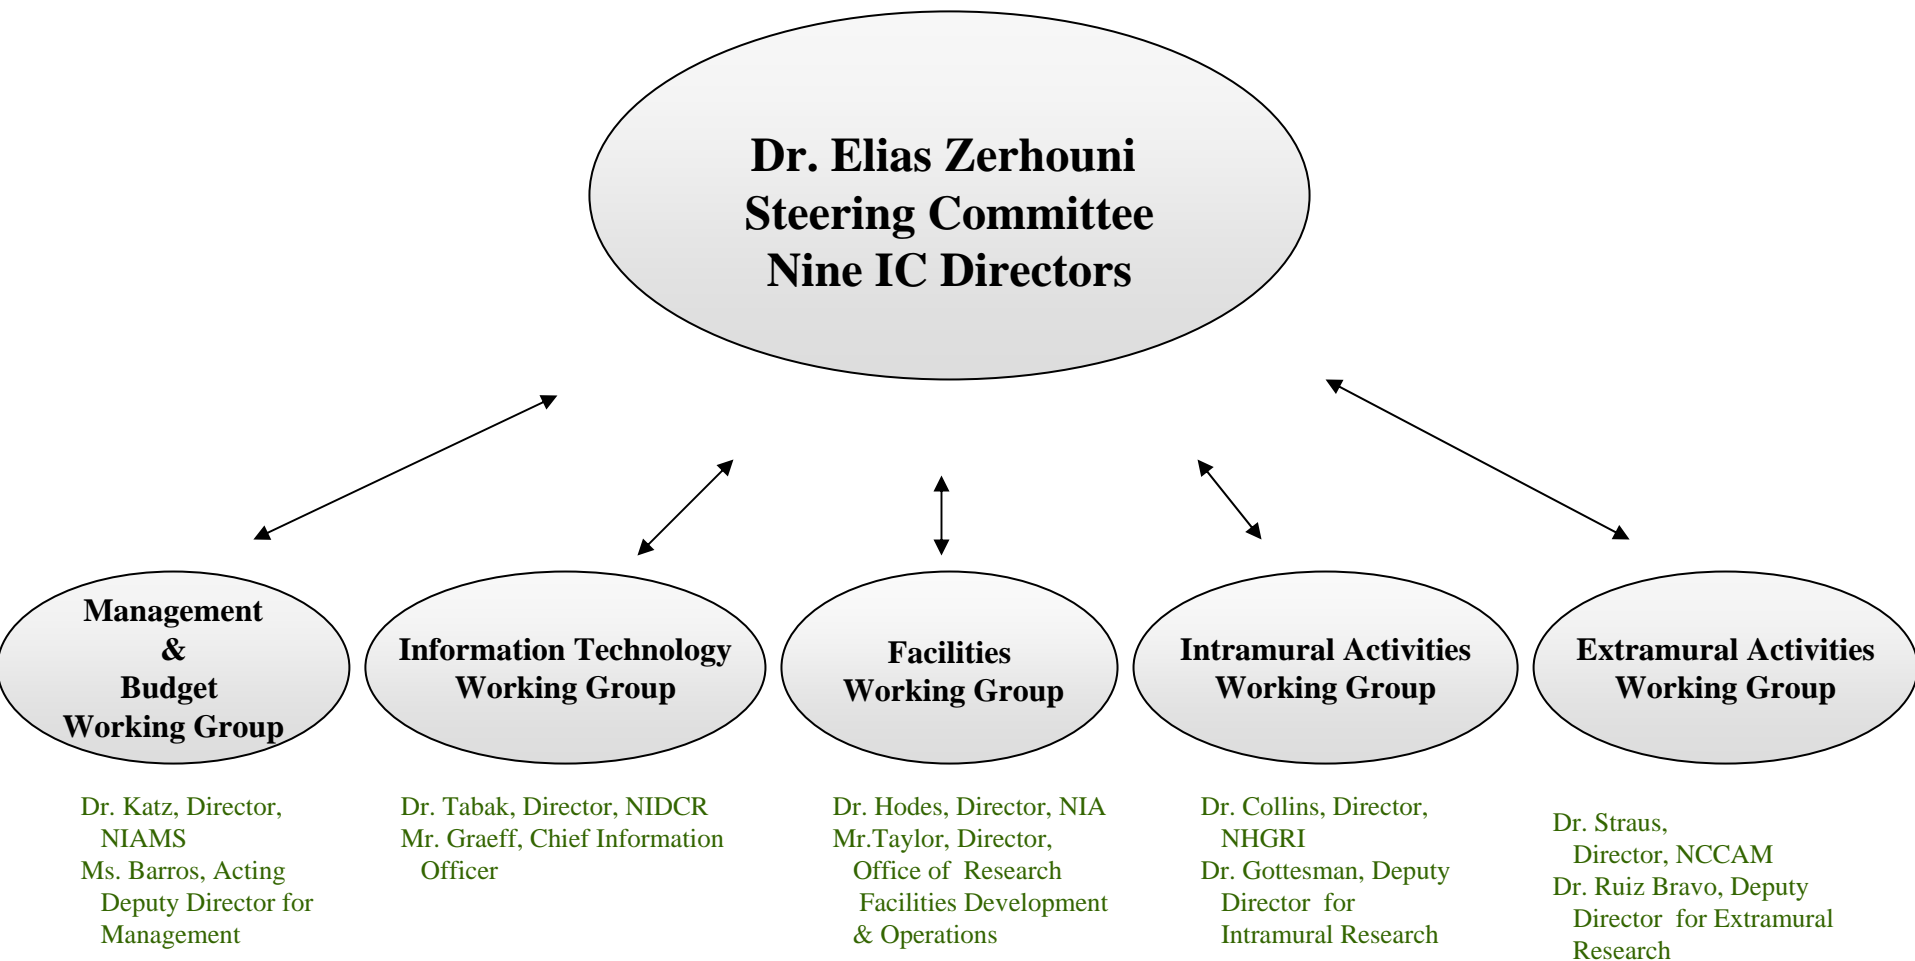 Dr. Elias Zerhouni
Steering Committee
Nine IC Directors
Management
&
Budget
Working Group
Information Technology
Working Group
Facilities
Working Group
Intramural Activities
Working Group
Extramural Activities
Working Group
Dr. Katz, Director,
NIAMS
Ms. Barros, Acting
Deputy Director for
Management
Dr. Tabak, Director, NIDCR
Mr. Graeff, Chief Information
Officer
Dr. Hodes, Director, NIA
Mr.Taylor, Director,
Office of Research
Facilities Development
& Operations
Dr. Collins, Director,
NHGRI
Dr. Gottesman, Deputy
Director for
Intramural Research
Dr. Straus,
Director, NCCAM
Dr. Ruiz Bravo, Deputy
Director for Extramural
Research